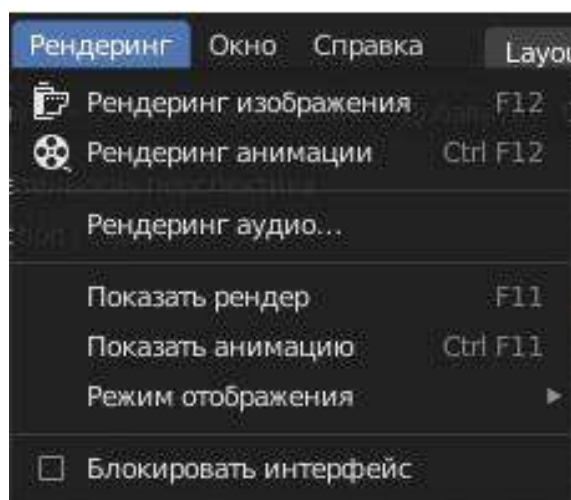 Рендеринг Окно Справка Layou
Рендеринг изображения F12
Рендеринг анимации Ctrl F12
Рендеринг аудио...
Показать рендер F11
Показать анимацию Ctrl F11
Режим отображения
Блокировать интерфейс